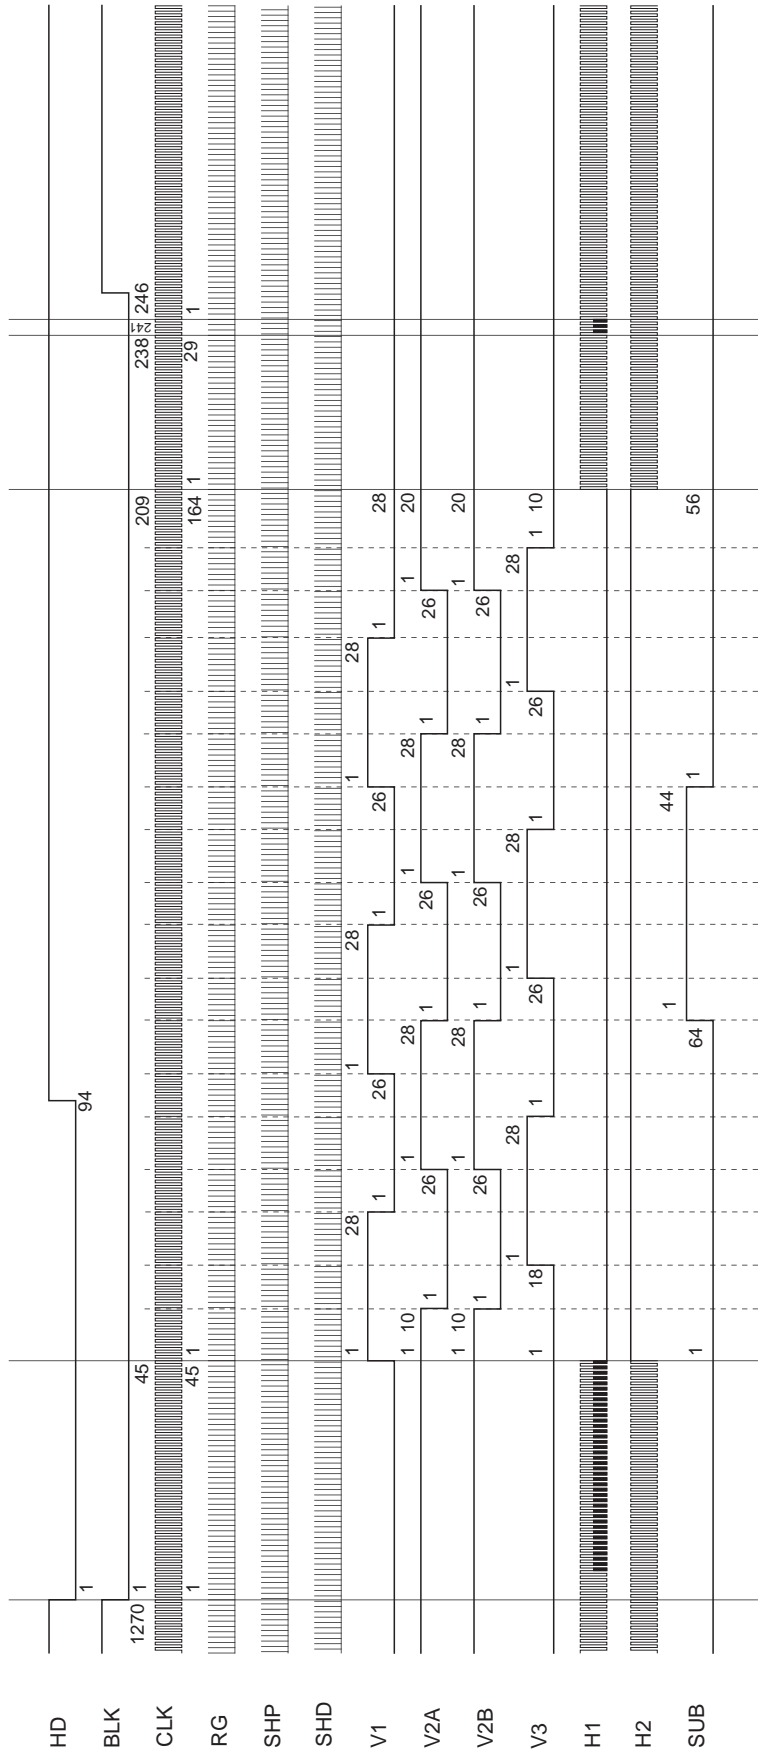 HD 1 94
BLK
1270 1 45 209 238 241 246
CLK
1 45 1 164 1 29 1
RG
SHP
SHD
V1 1 28 1 26 1 28 1 26 1 28 1 28
V2A 1 10 1 26 1 28 1 26 1 28 1 26 1 20
V2B 1 10 1 26 1 28 1 26 1 28 1 26 1 20
V3 1 18 1 28 1 26 1 28 1 26 1 28 1 10
H1
H2
SUB 1 64 1 44 1 56